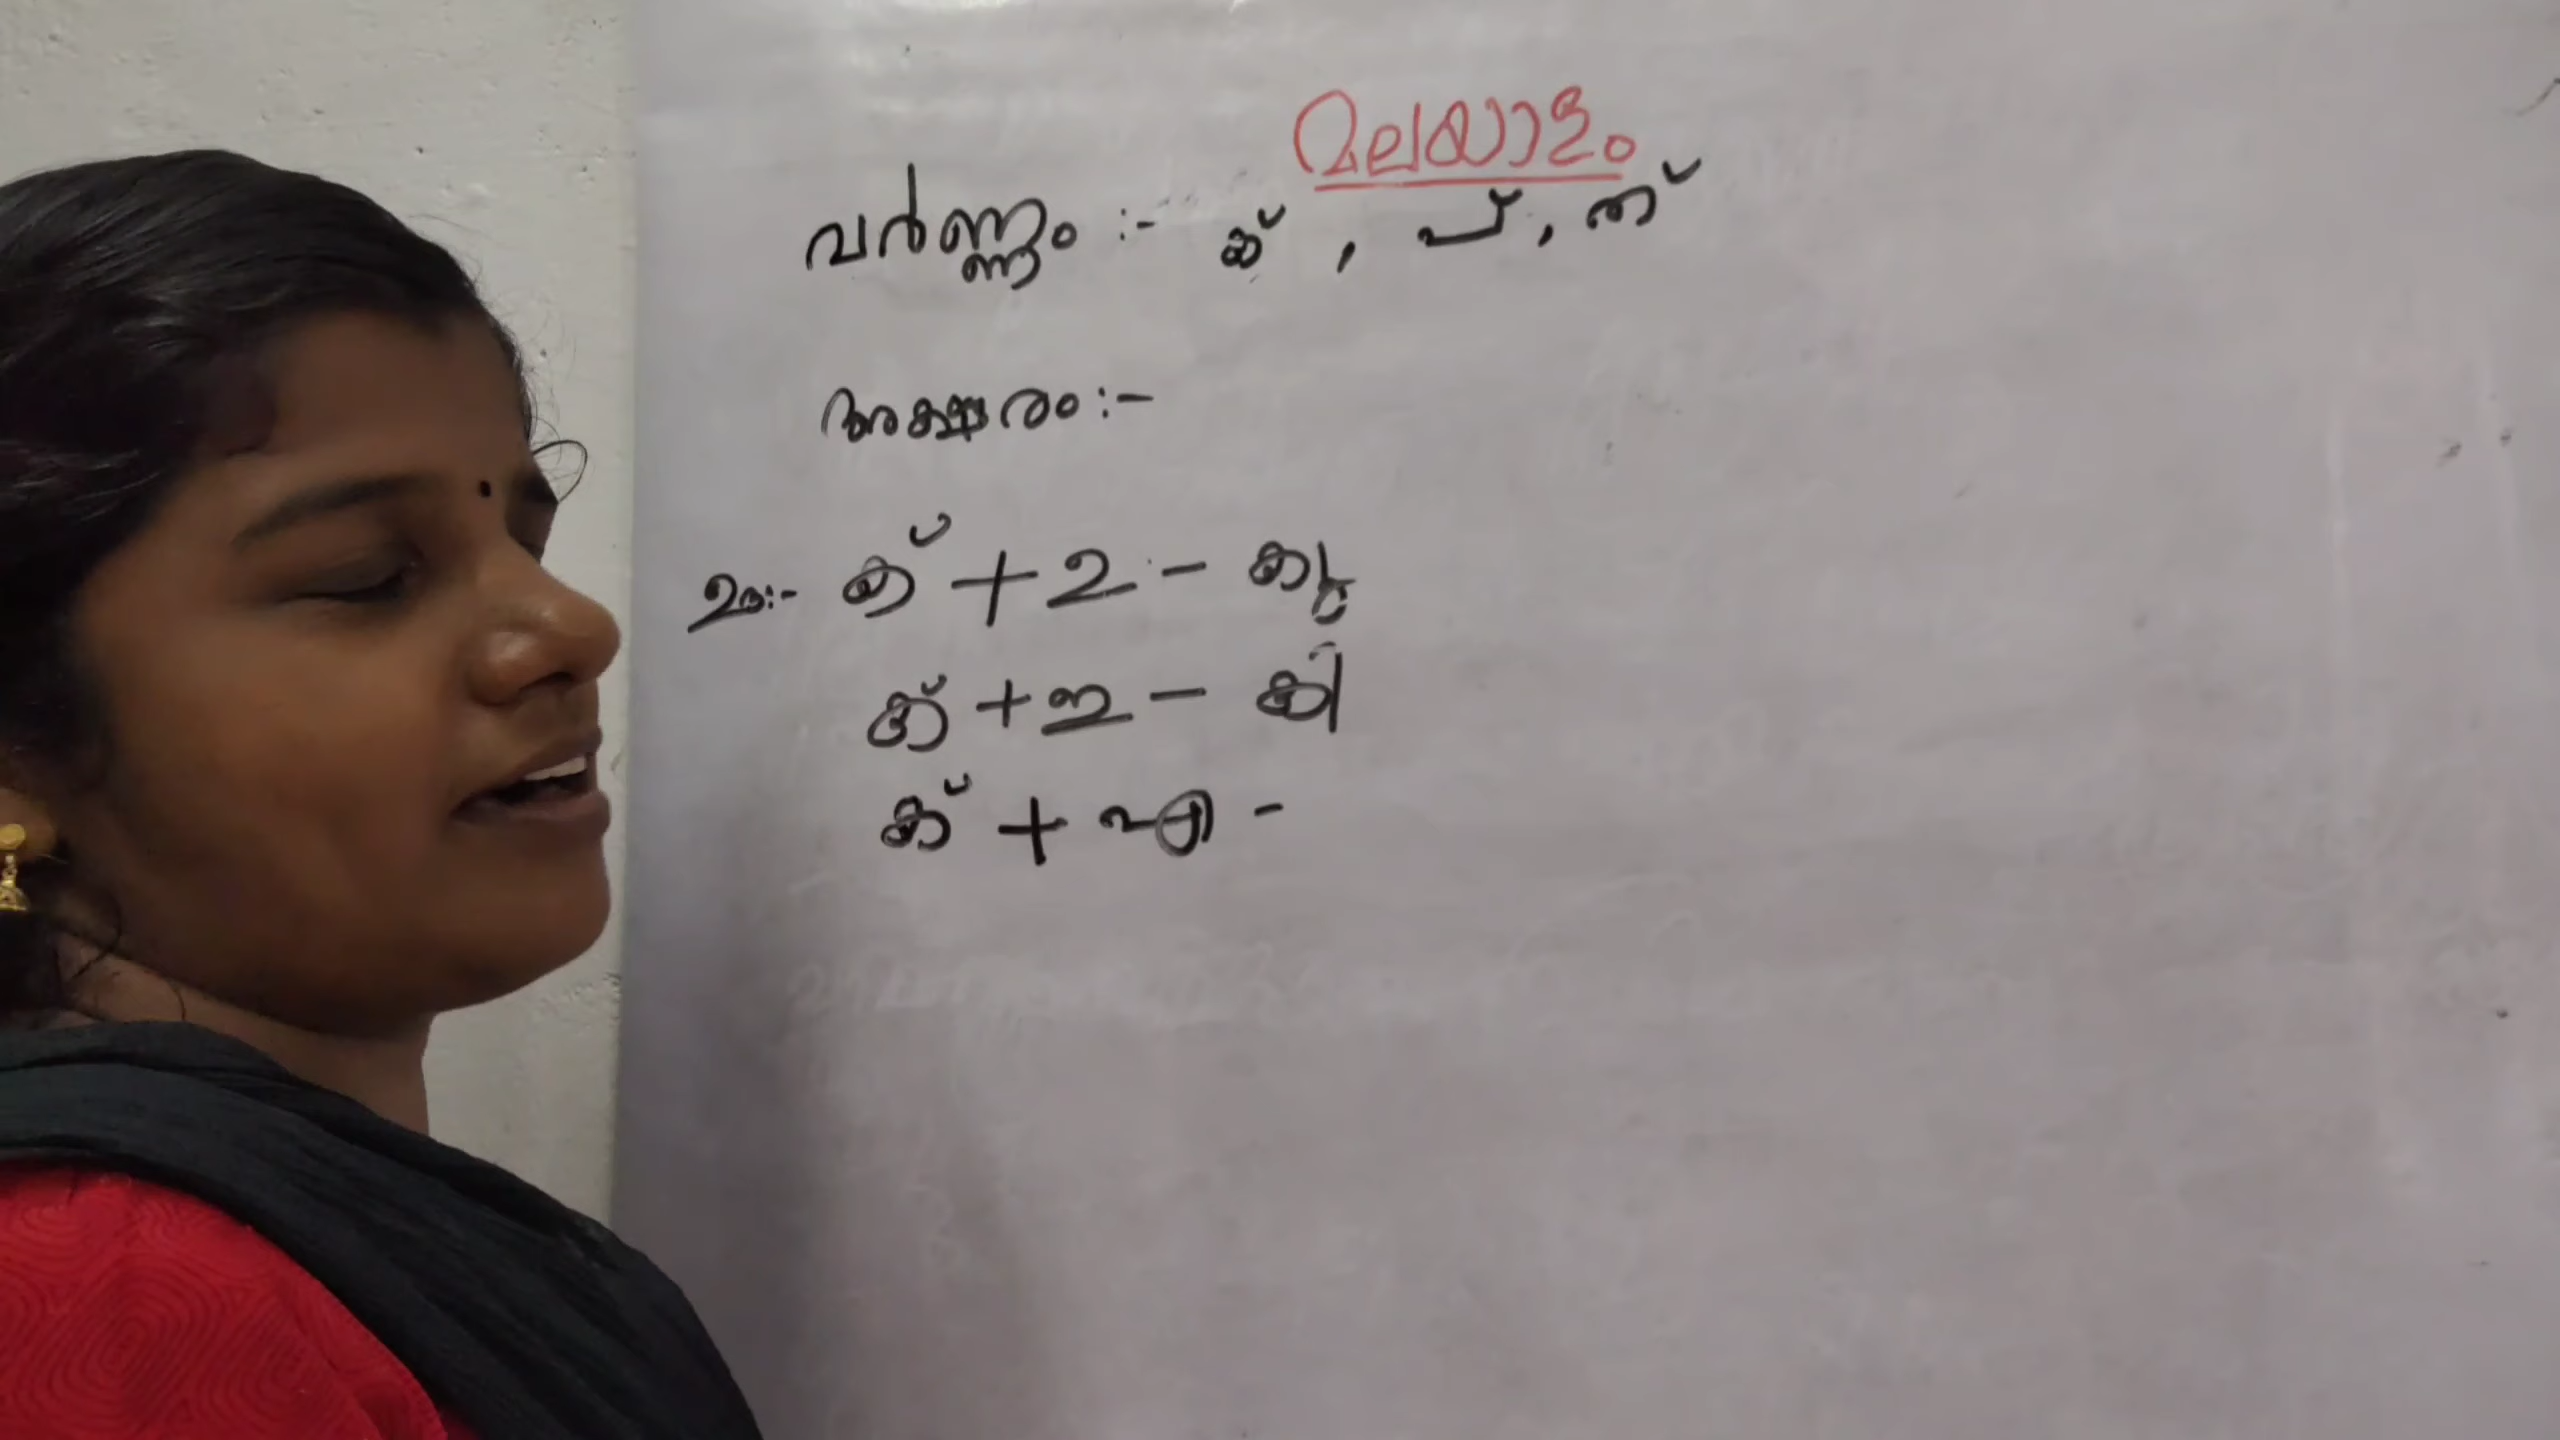 മലയാളം
വർണ്ണം :- ക് , പ് , ത്
അക്ഷരം :-
ഉദാ:- ക് + ഉ - കു
ക് + ഇ - കി
ക് + എ -